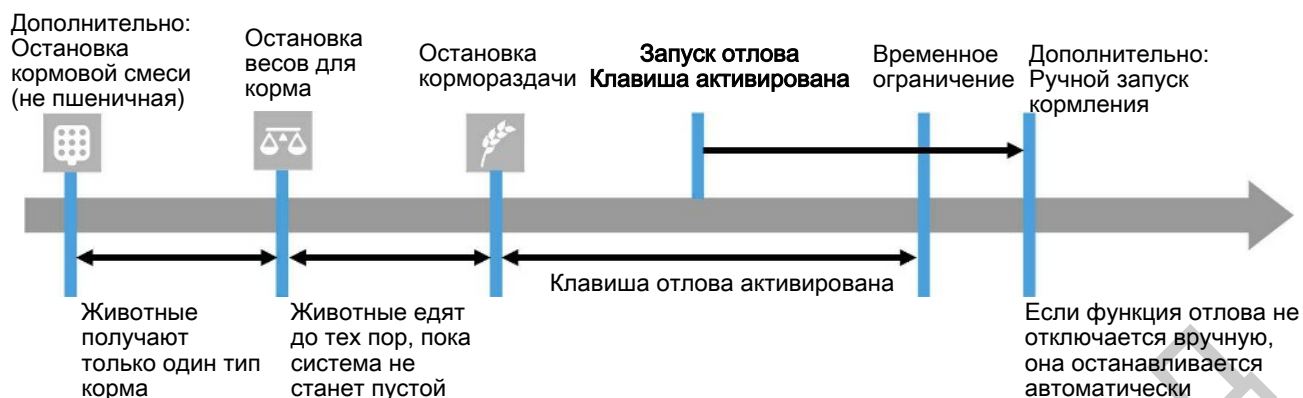 Дополнительно:
Остановка
кормовой смеси
(не пшеничная)
Остановка
весов для
корма
Остановка
кормораздачи
Запуск отлова
Клавиша активирована
Временное
ограничение
Дополнительно:
Ручной запуск
кормления
Клавиша отлова активирована
Животные
получают
только один тип
корма
Животные едят
до тех пор, пока
система не
станет пустой
Если функция отлова не
отключается вручную,
она останавливается
автоматически